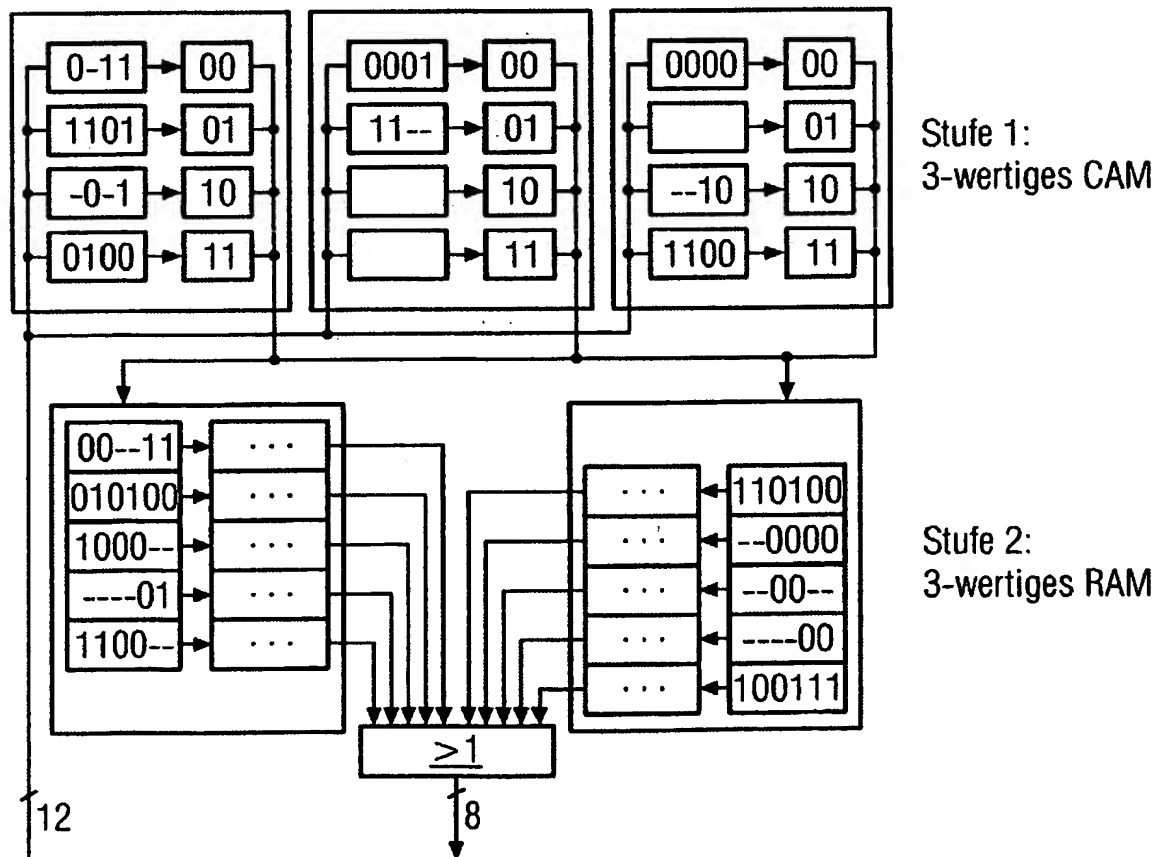 0-11 00 0001 00 0000 00
1101 01 11-- 01 01
-0-1 10 10 --10 10
0100 11 11 1100 11
Stufe 1:
3-wertiges CAM
00--11 ...
010100 ...
1000-- ...
----01 ...
1100-- ...
... 110100
... --0000
... --00--
... ----00
... 100111
Stufe 2:
3-wertiges RAM
≥1
12
8